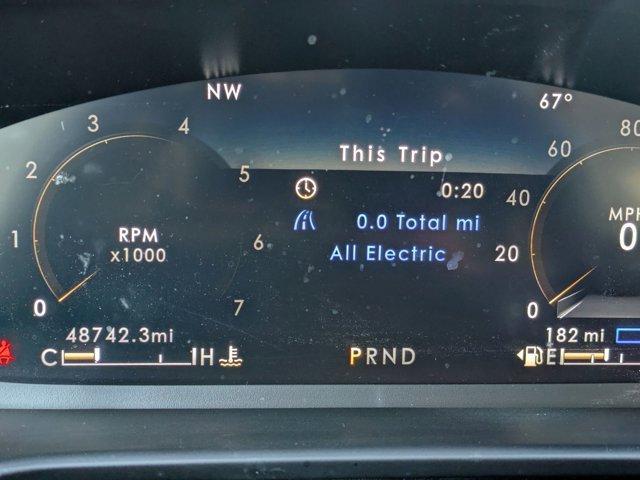 NW
67°
This Trip
0:20
0.0 Total mi
All Electric
0
1
2
3
4
5
6
7
RPM
x1000
0
20
40
60
80
MPH
0
48742.3mi
C H
PRND
182 mi
E